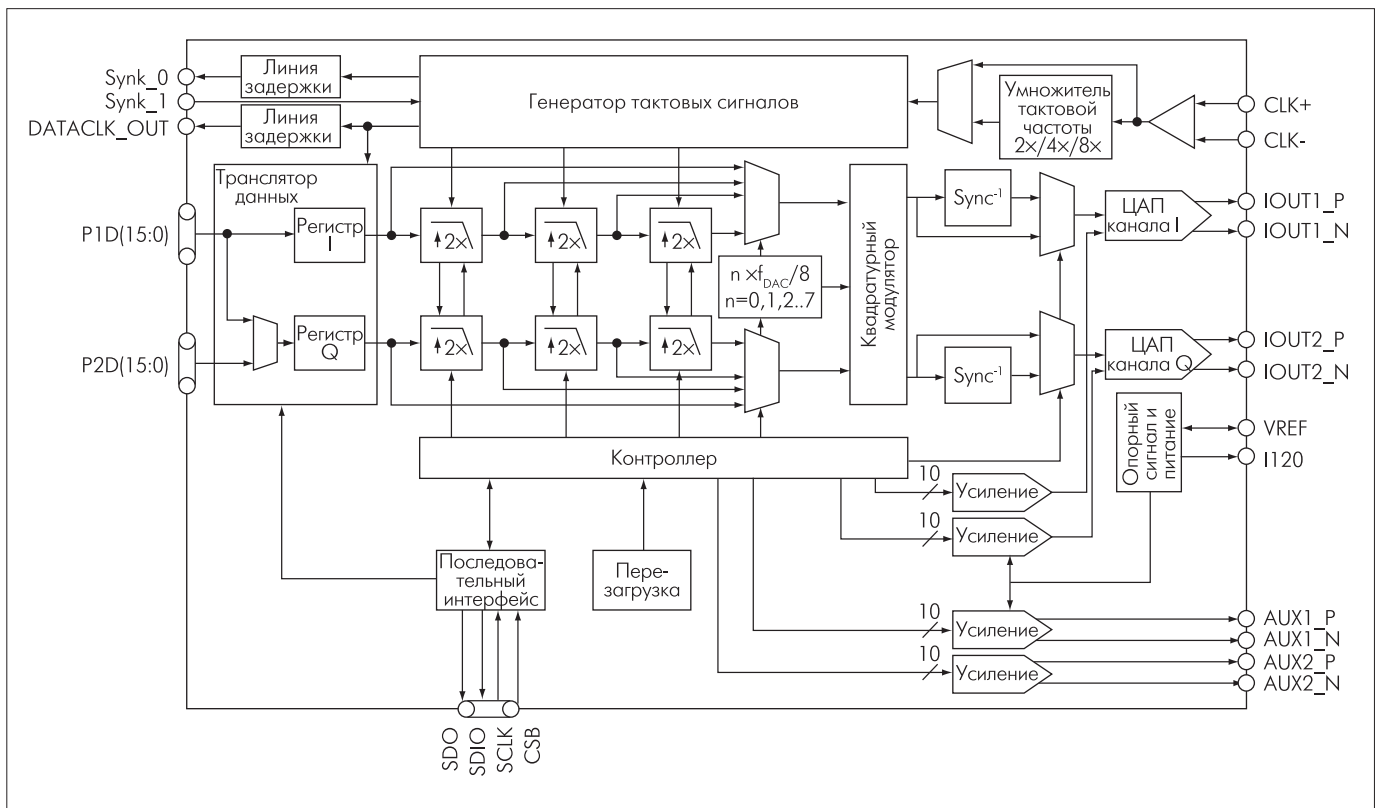 Synk_0
Synk_1
DATACLK_OUT
Линия
задержки
Линия
задержки
Генератор тактовых сигналов
Умножитель
тактовой
частоты
2×/4×/8×
CLK+
CLK-
Транслятор
данных
P1D(15:0)
P2D(15:0)
Регистр
I
Регистр
Q
2×
2×
2×
2×
2×
2×
n ×fDAC/8
n=0,1,2..7
Квадратурный
модулятор
Sync-1
Sync-1
ЦАП
канала I
ЦАП
канала Q
IOUT1_P
IOUT1_N
IOUT2_P
IOUT2_N
Опорный
сигнал и
питание
VREF
I120
Контроллер
10
Усиление
10
Усиление
10
Усиление
10
Усиление
AUX1_P
AUX1_N
AUX2_P
AUX2_N
Последова-
тельный
интерфейс
Пере-
загрузка
SDO
SDIO
SCLK
CSB